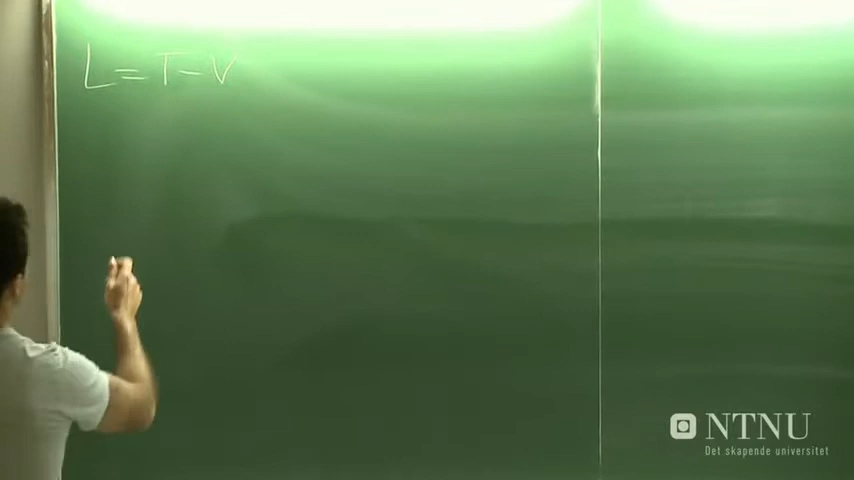 L = T - V
NTNU
Det skapende universitet